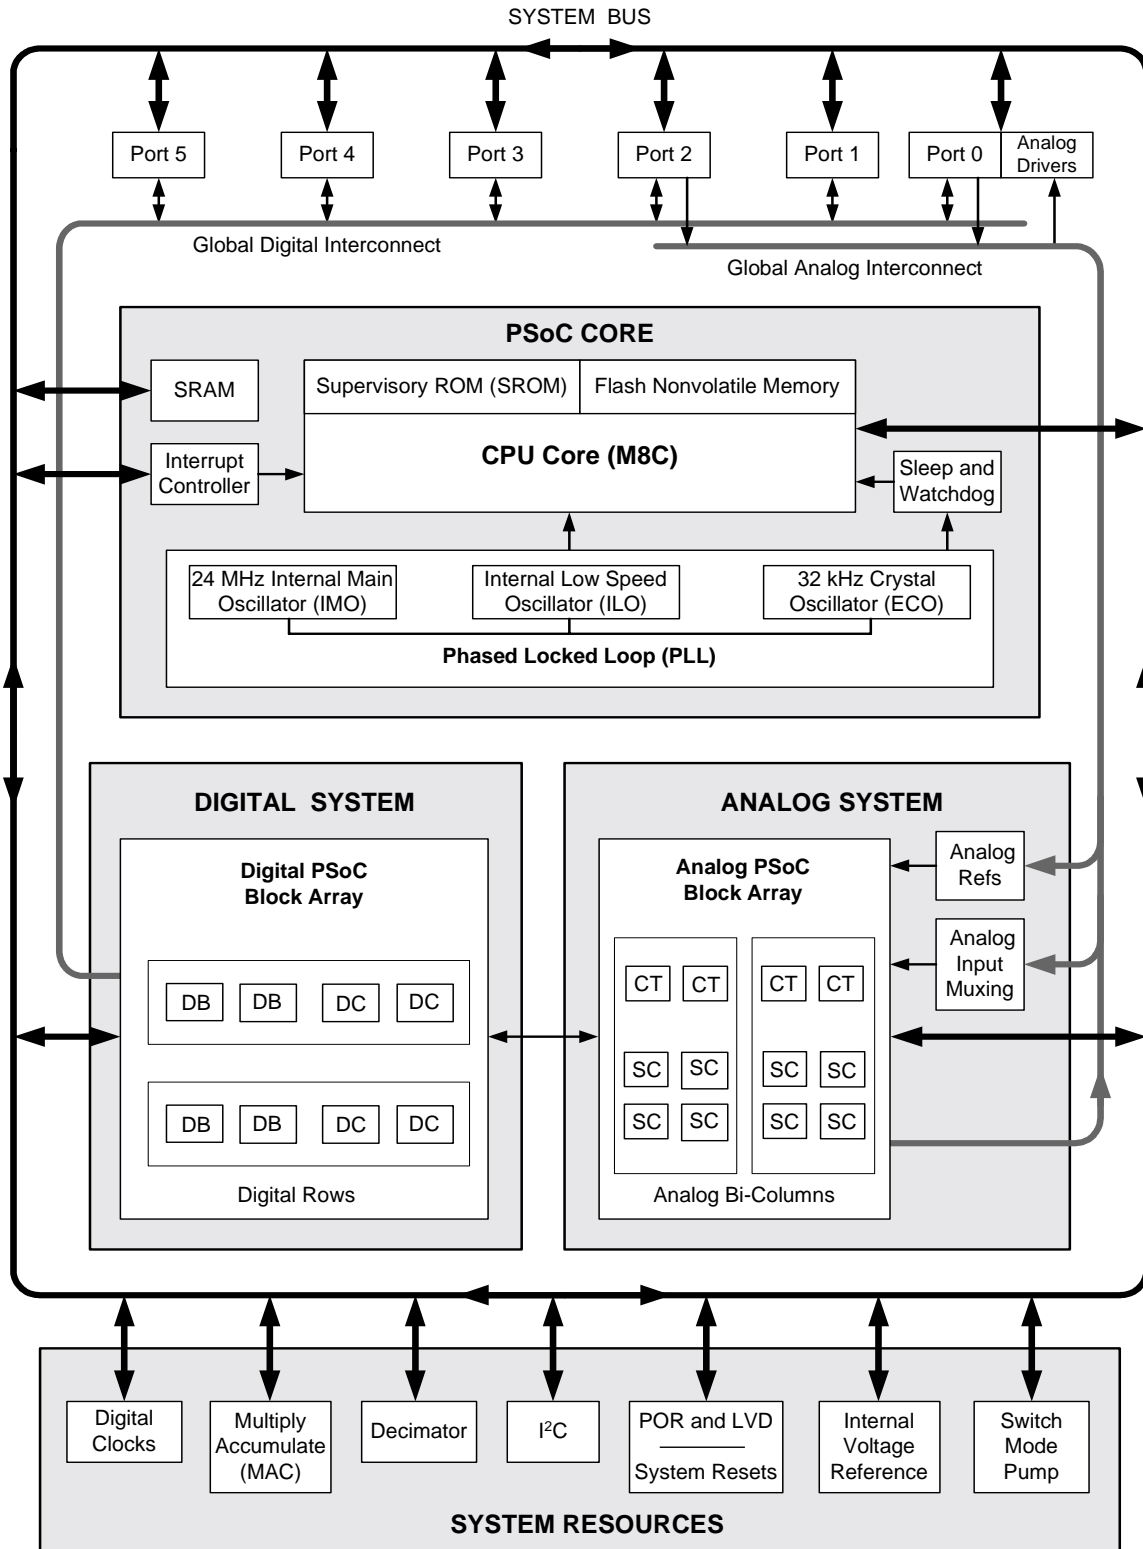 SYSTEM BUS
Port 5
Port 4
Port 3
Port 2
Port 1
Port 0
Analog
Drivers
Global Digital Interconnect
Global Analog Interconnect
PSoC CORE
SRAM
Supervisory ROM (SROM)
Flash Nonvolatile Memory
CPU Core (M8C)
Interrupt
Controller
Sleep and
Watchdog
24 MHz Internal Main
Oscillator (IMO)
Internal Low Speed
Oscillator (ILO)
32 kHz Crystal
Oscillator (ECO)
Phased Locked Loop (PLL)
DIGITAL SYSTEM
Digital PSoC
Block Array
DB DB DC DC
DB DB DC DC
Digital Rows
ANALOG SYSTEM
Analog PSoC
Block Array
Analog
Refs
Analog
Input
Muxing
CT CT CT CT
SC SC SC SC
SC SC SC SC
Analog Bi-Columns
Digital
Clocks
Multiply
Accumulate
(MAC)
Decimator
I²C
POR and LVD
System Resets
Internal
Voltage
Reference
Switch
Mode
Pump
SYSTEM RESOURCES